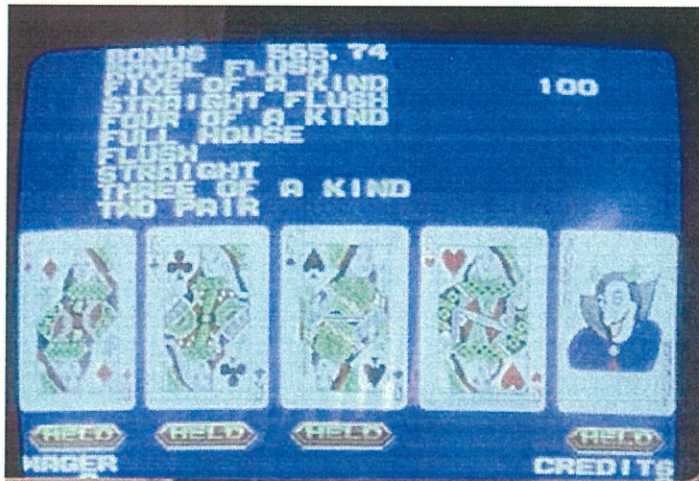 BONUS 565.74
ROYAL FLUSH
FIVE OF A KIND 100
STRAIGHT FLUSH
FOUR OF A KIND
FULL HOUSE
FLUSH
STRAIGHT
THREE OF A KIND
TWO PAIR
HELD HELD HELD HELD
WAGER CREDITS